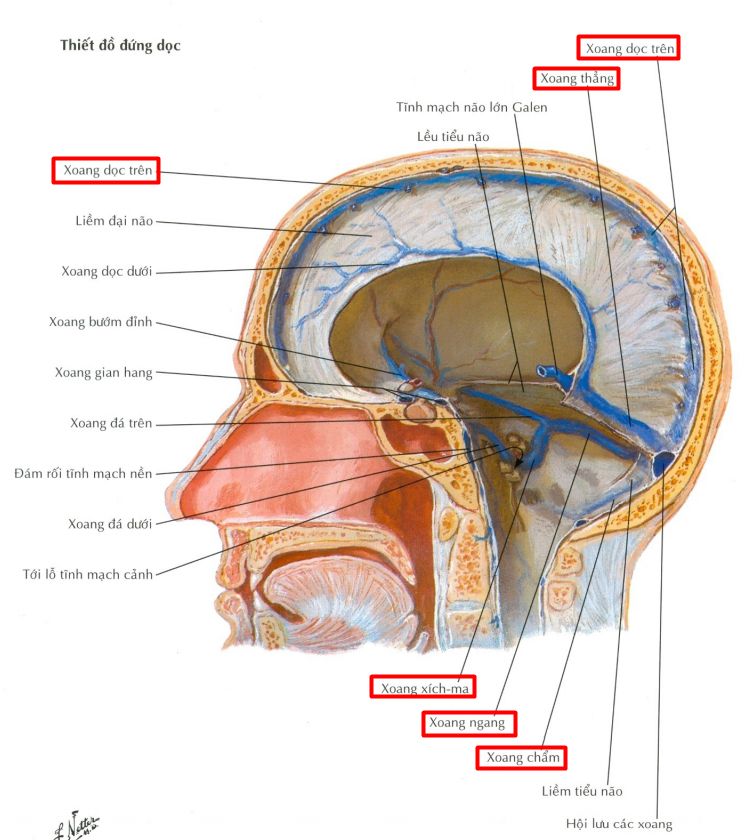 Thiết đồ đứng dọc
Xoang dọc trên
Xoang thẳng
Tĩnh mạch não lớn Galen
Lều tiểu não
Xoang dọc trên
Liềm đại não
Xoang dọc dưới
Xoang bướm đỉnh
Xoang gian hang
Xoang đá trên
Đám rối tĩnh mạch nền
Xoang đá dưới
Tới lỗ tĩnh mạch cảnh
Xoang xích-ma
Xoang ngang
Xoang chẩm
Liềm tiểu não
Hội lưu các xoang